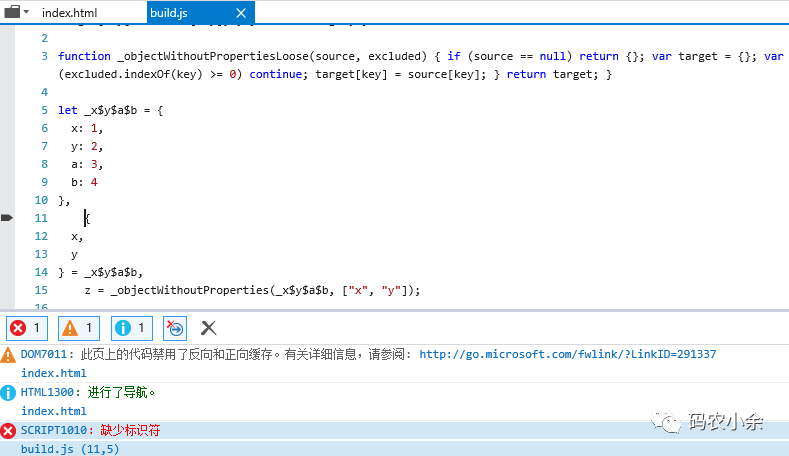 index.html
build.js
2
3 function _objectWithoutPropertiesLoose(source, excluded) { if (source == null) return {}; var target = {}; var
(excluded.indexOf(key) >= 0) continue; target[key] = source[key]; } return target; }
4
5 let _x$y$a$b = {
6 x: 1,
7 y: 2,
8 a: 3,
9 b: 4
10 },
11 {
12 x,
13 y
14 } = _x$y$a$b,
15 z = _objectWithoutProperties(_x$y$a$b, ["x", "y"]);
16
1 1 1
DOM7011: 此页上的代码禁用了反向和正向缓存。有关详细信息，请参阅: http://go.microsoft.com/fwlink/?LinkID=291337
index.html
HTML1300: 进行了导航。
index.html
SCRIPT1010: 缺少标识符
build.js (11,5)
码农小余